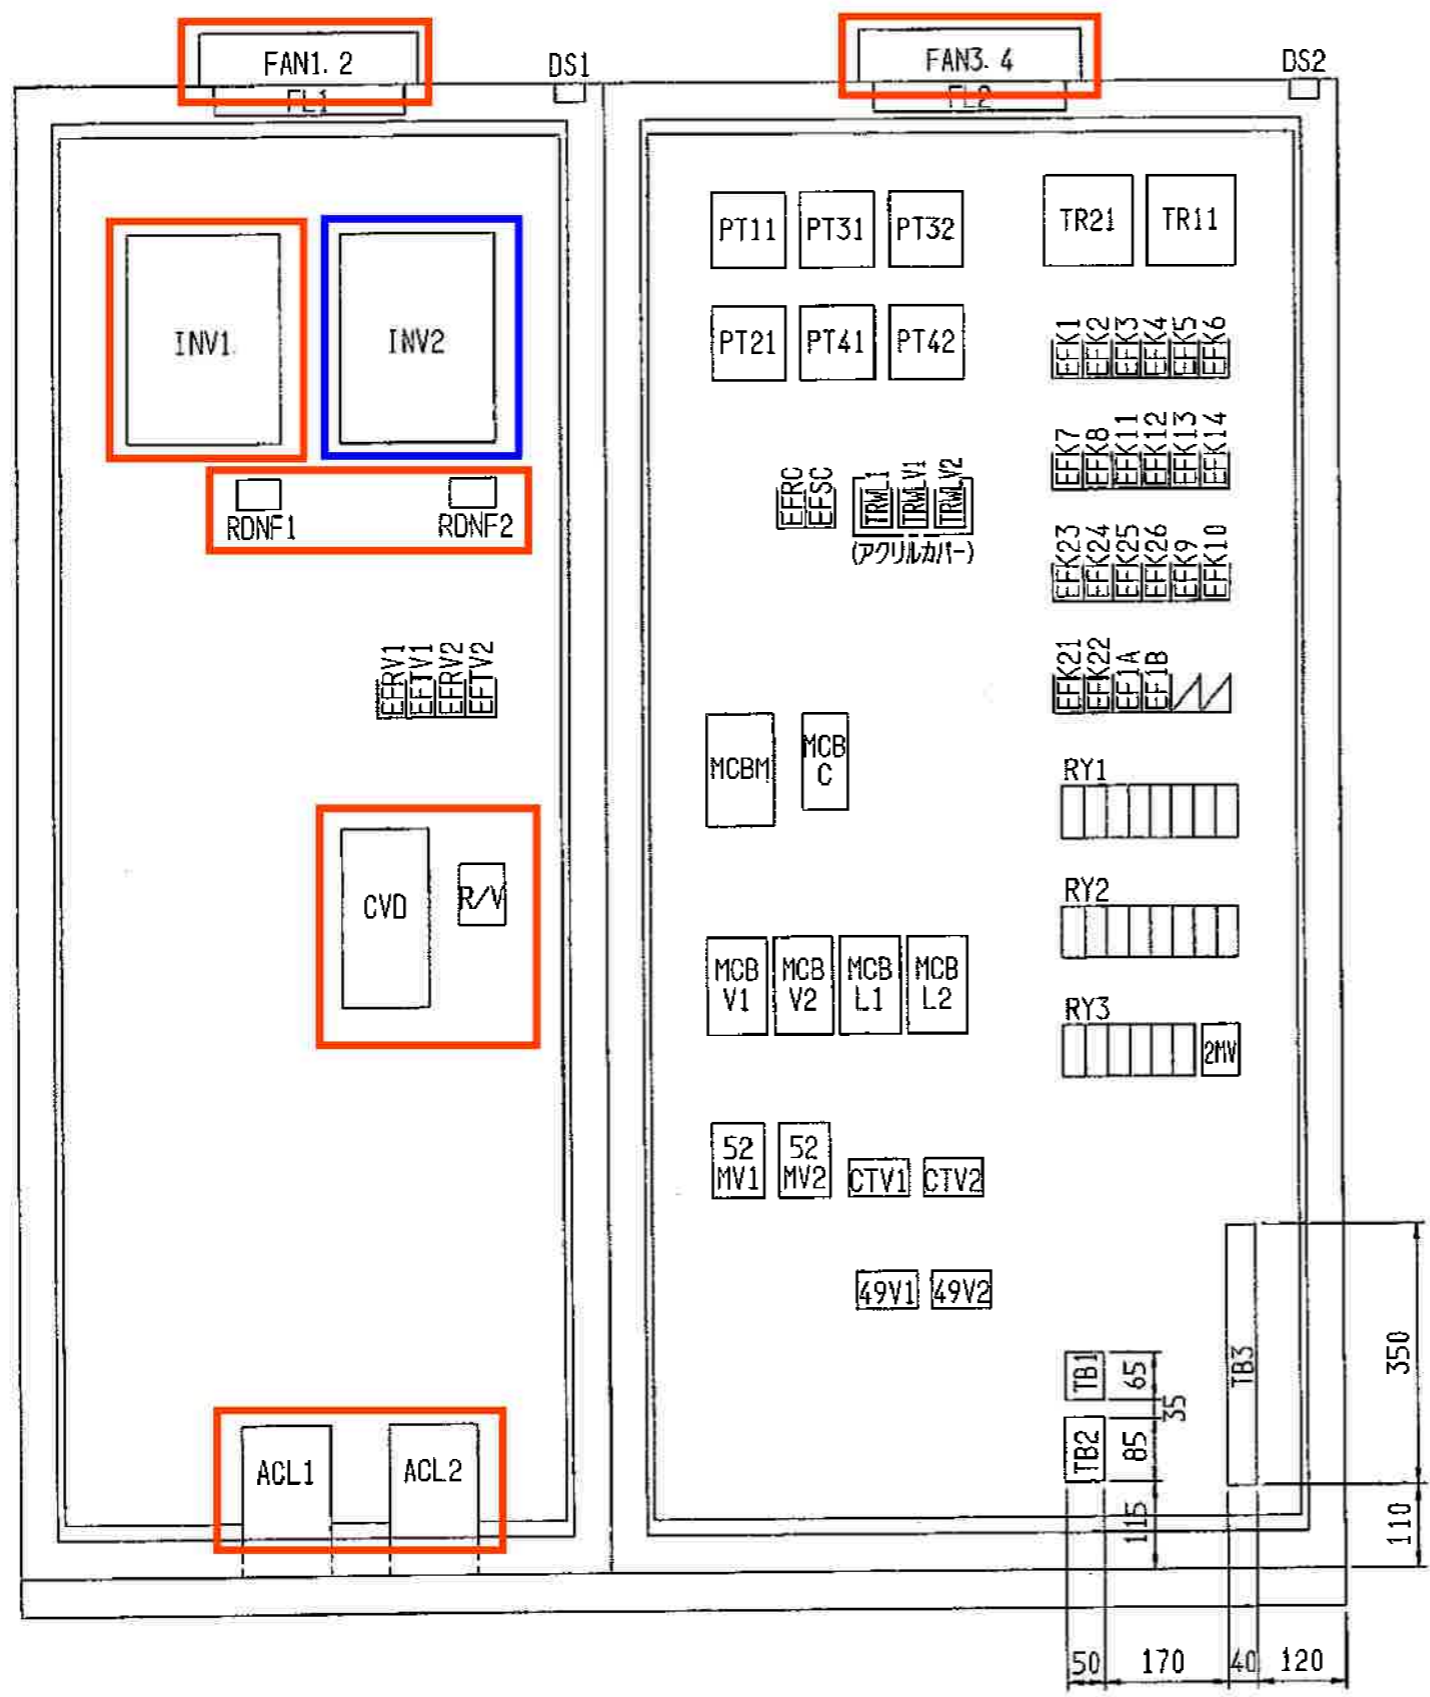 FAN1. 2
FL1
DS1
FAN3. 4
FL2
DS2
INV1
INV2
RDNF1
RDNF2
EFRV1
EFTV1
EFRV2
EFTV2
CVD
R/V
ACL1
ACL2
PT11
PT31
PT32
TR21
TR11
PT21
PT41
PT42
EFK1
EFK2
EFK3
EFK4
EFK5
EFK6
EFK7
EFK8
EFK11
EFK12
EFK13
EFK14
EFRC
EFSC
TRWL1
TRWLV1
TRWLV2
(アクリルカバー)
EFK23
EFK24
EFK25
EFK26
EFK9
EFK10
EFK21
EFK22
EF1A
EF1B
MCBM
MCB
C
RY1
RY2
MCB
V1
MCB
V2
MCB
L1
MCB
L2
RY3
2MV
52
MV1
52
MV2
CTV1
CTV2
49V1
49V2
TB1
65
35
TB2
85
115
TB3
350
110
50
170
40
120